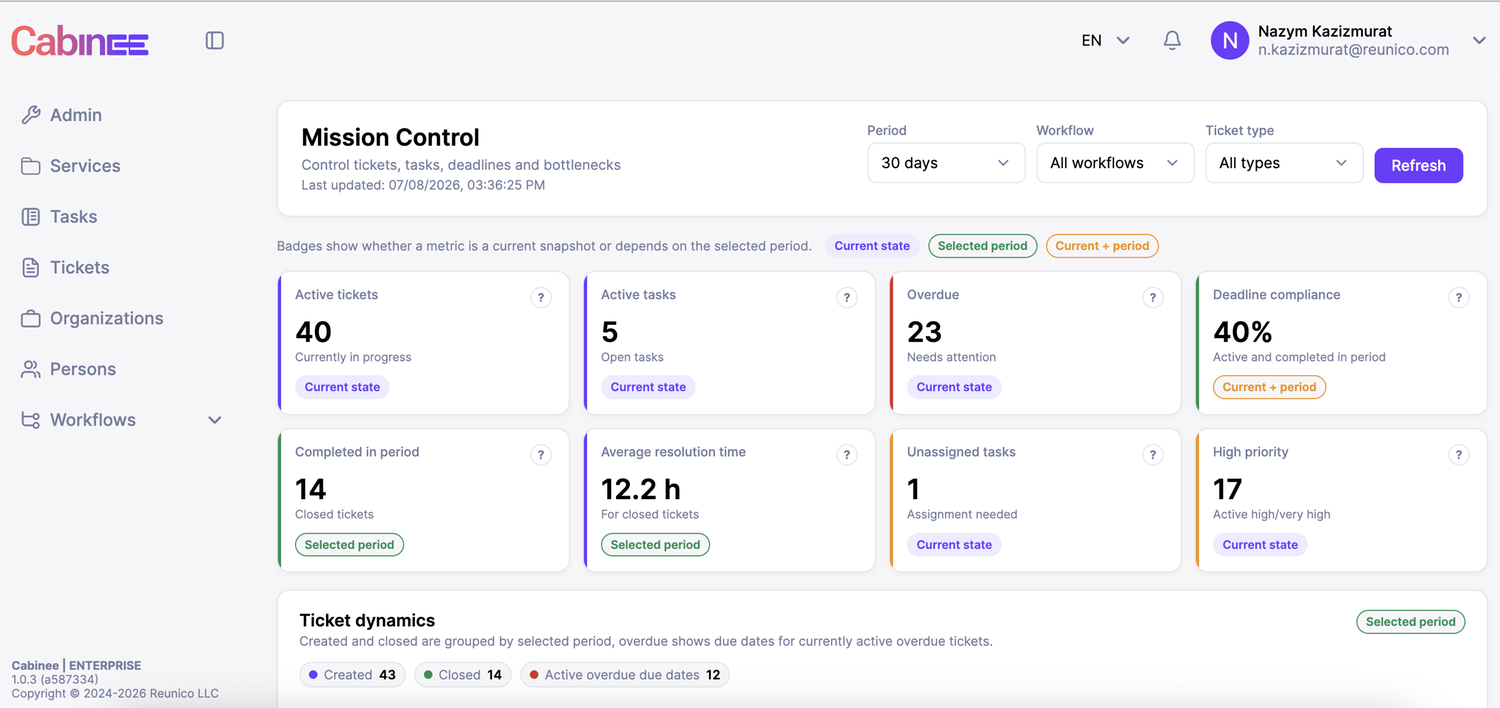 Cabinee
EN
N
Nazym Kazizmurat
n.kazizmurat@reunico.com
Admin
Services
Tasks
Tickets
Organizations
Persons
Workflows
Cabinee | ENTERPRISE
1.0.3 (a587334)
Copyright © 2024-2026 Reunico LLC
Mission Control
Control tickets, tasks, deadlines and bottlenecks
Last updated: 07/08/2026, 03:36:25 PM
Period
30 days
Workflow
All workflows
Ticket type
All types
Refresh
Badges show whether a metric is a current snapshot or depends on the selected period.
Current state
Selected period
Current + period
Active tickets
?
40
Currently in progress
Current state
Active tasks
?
5
Open tasks
Current state
Overdue
?
23
Needs attention
Current state
Deadline compliance
?
40%
Active and completed in period
Current + period
Completed in period
?
14
Closed tickets
Selected period
Average resolution time
?
12.2 h
For closed tickets
Selected period
Unassigned tasks
?
1
Assignment needed
Current state
High priority
?
17
Active high/very high
Current state
Ticket dynamics
Selected period
Created and closed are grouped by selected period, overdue shows due dates for currently active overdue tickets.
Created 43
Closed 14
Active overdue due dates 12